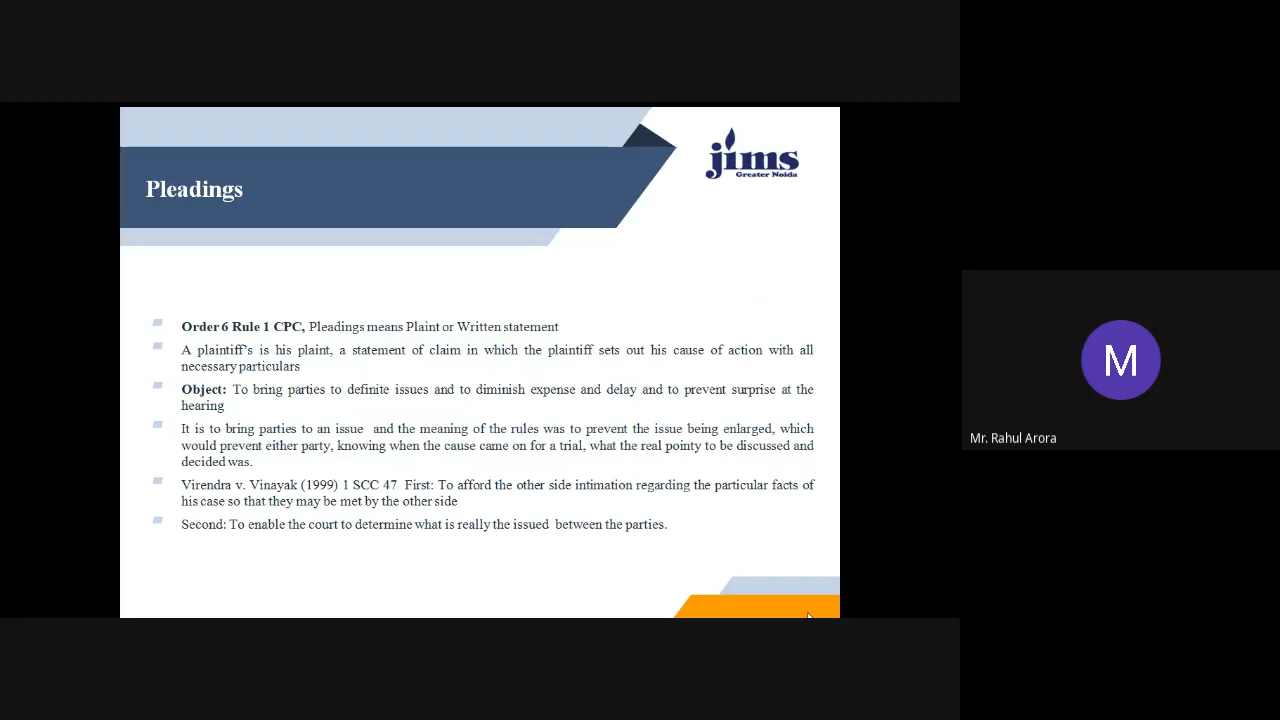 jims
Greater Noida
Pleadings
Order 6 Rule 1 CPC, Pleadings means Plaint or Written statement
A plaintiff's is his plaint, a statement of claim in which the plaintiff sets out his cause of action with all
necessary particulars
Object: To bring parties to definite issues and to diminish expense and delay and to prevent surprise at the
hearing
It is to bring parties to an issue and the meaning of the rules was to prevent the issue being enlarged, which
would prevent either party, knowing when the cause came on for a trial, what the real pointy to be discussed and
decided was.
Virendra v. Vinayak (1999) 1 SCC 47 First: To afford the other side intimation regarding the particular facts of
his case so that they may be met by the other side
Second: To enable the court to determine what is really the issued between the parties.
M
Mr. Rahul Arora